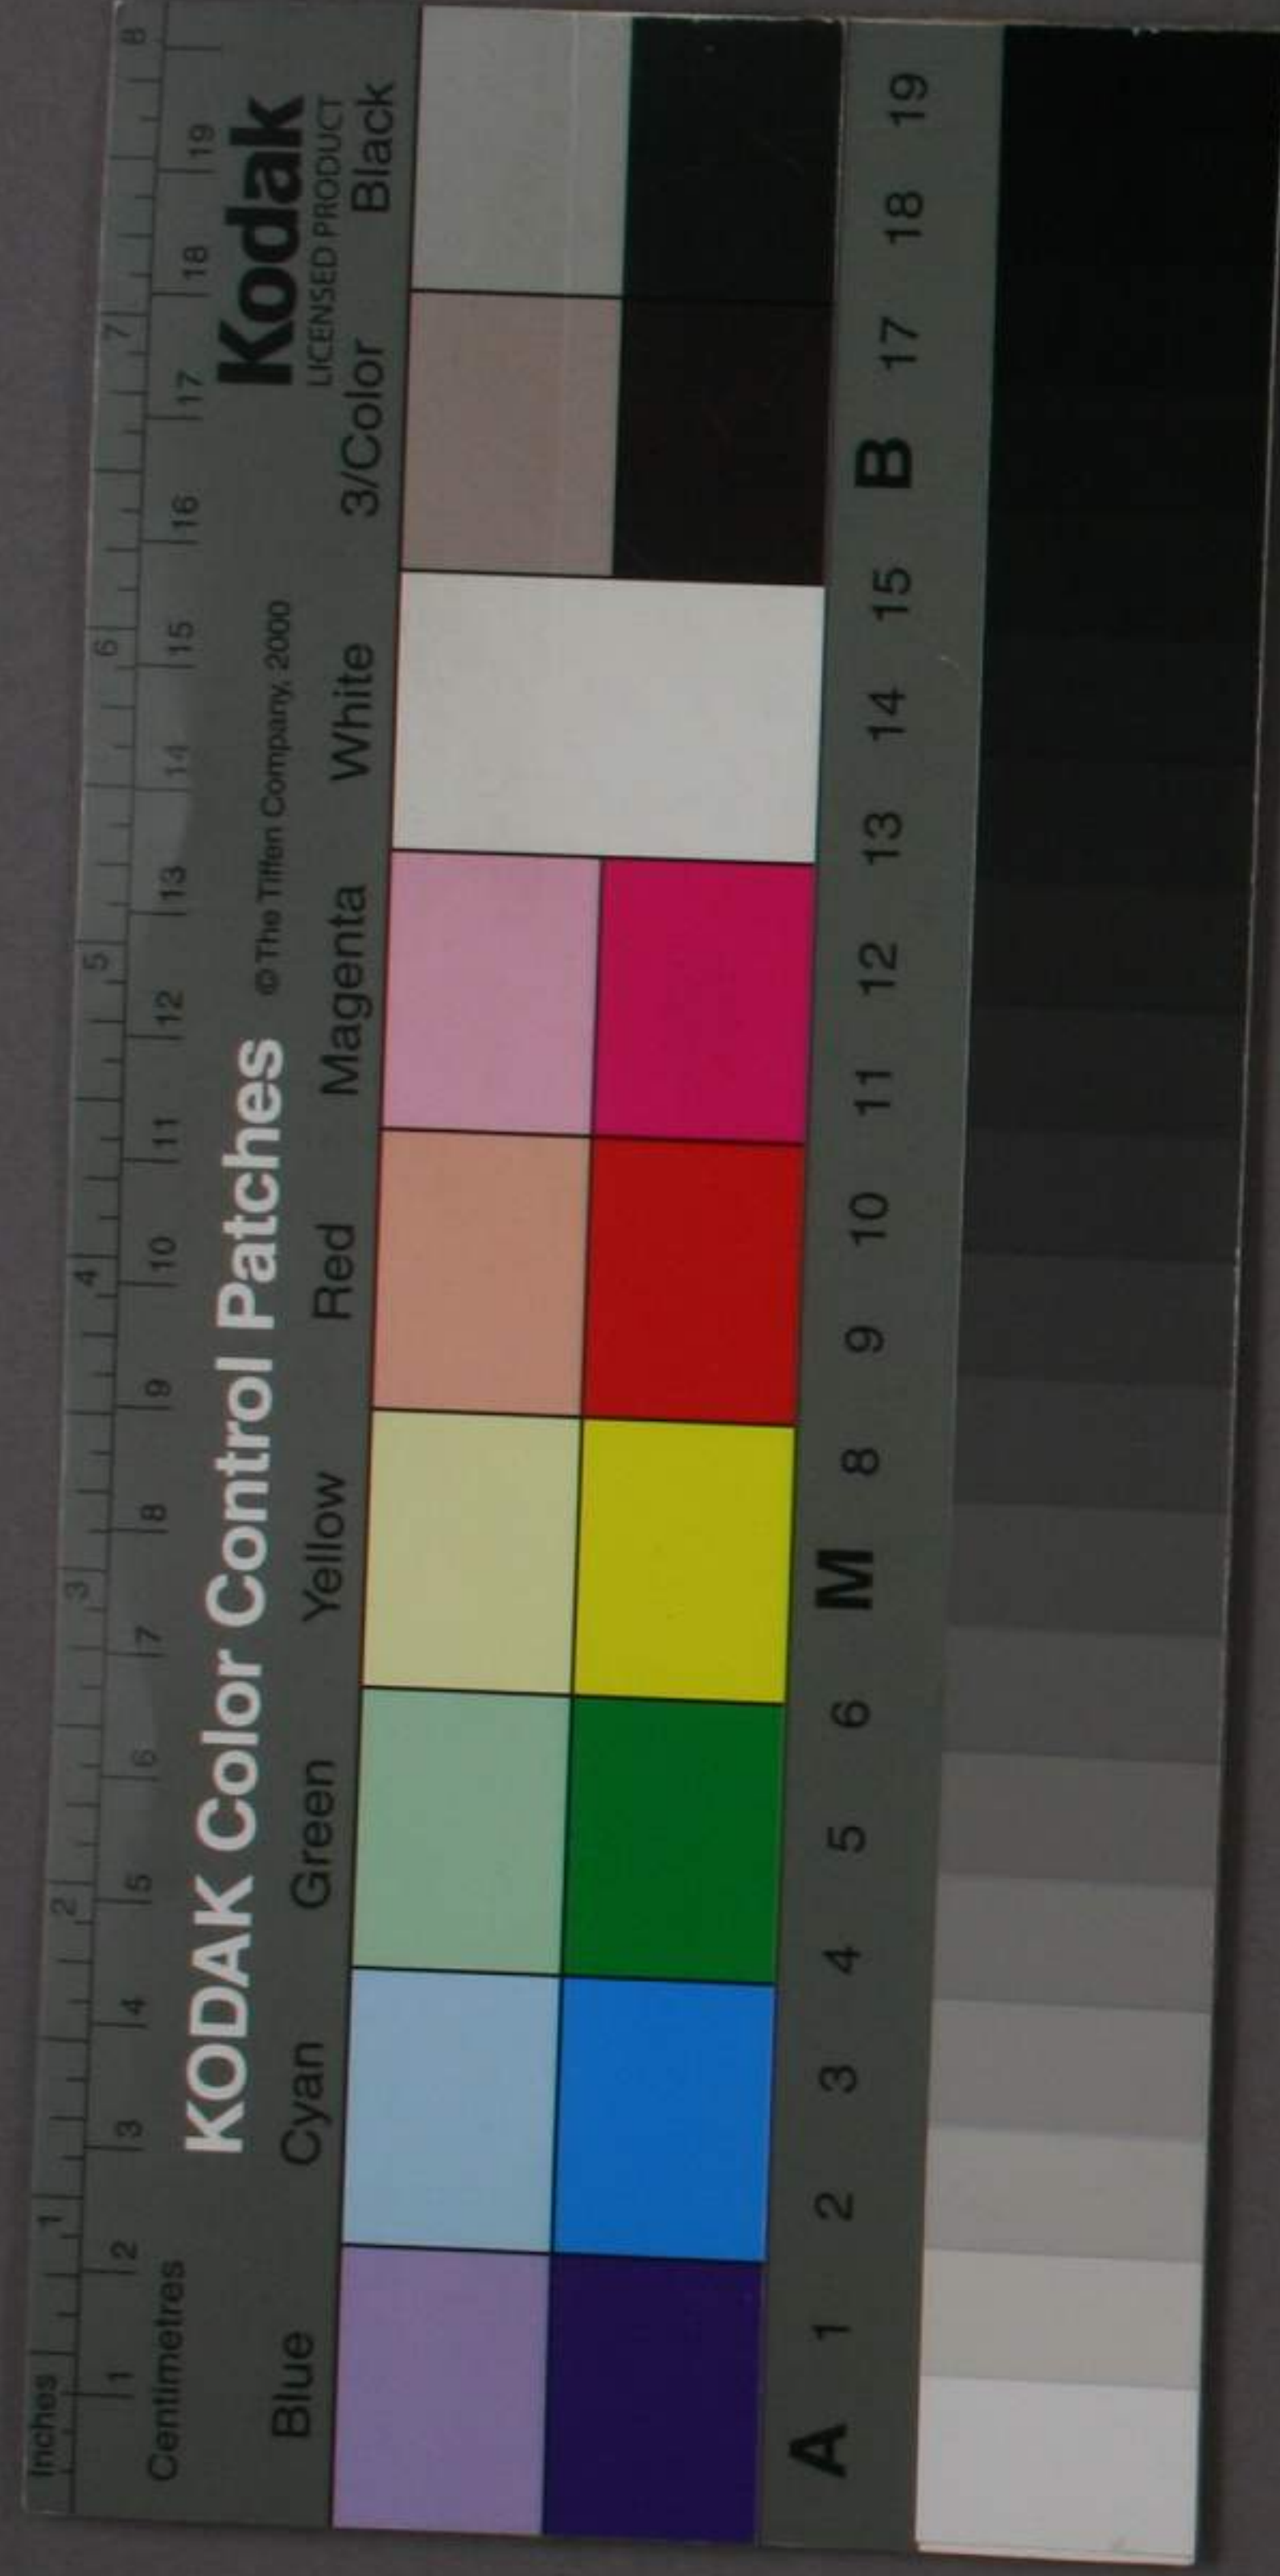 Inches 1 2 3 4 5 6 7 8
Centimetres 1 2 3 4 5 6 7 8 9 10 11 12 13 14 15 16 17 18 19
KODAK Color Control Patches © The Tiffen Company, 2000 Kodak
LICENSED PRODUCT
Blue Cyan Green Yellow Red Magenta White 3/Color Black
A 1 2 3 4 5 6 M 8 9 10 11 12 13 14 15 B 17 18 19